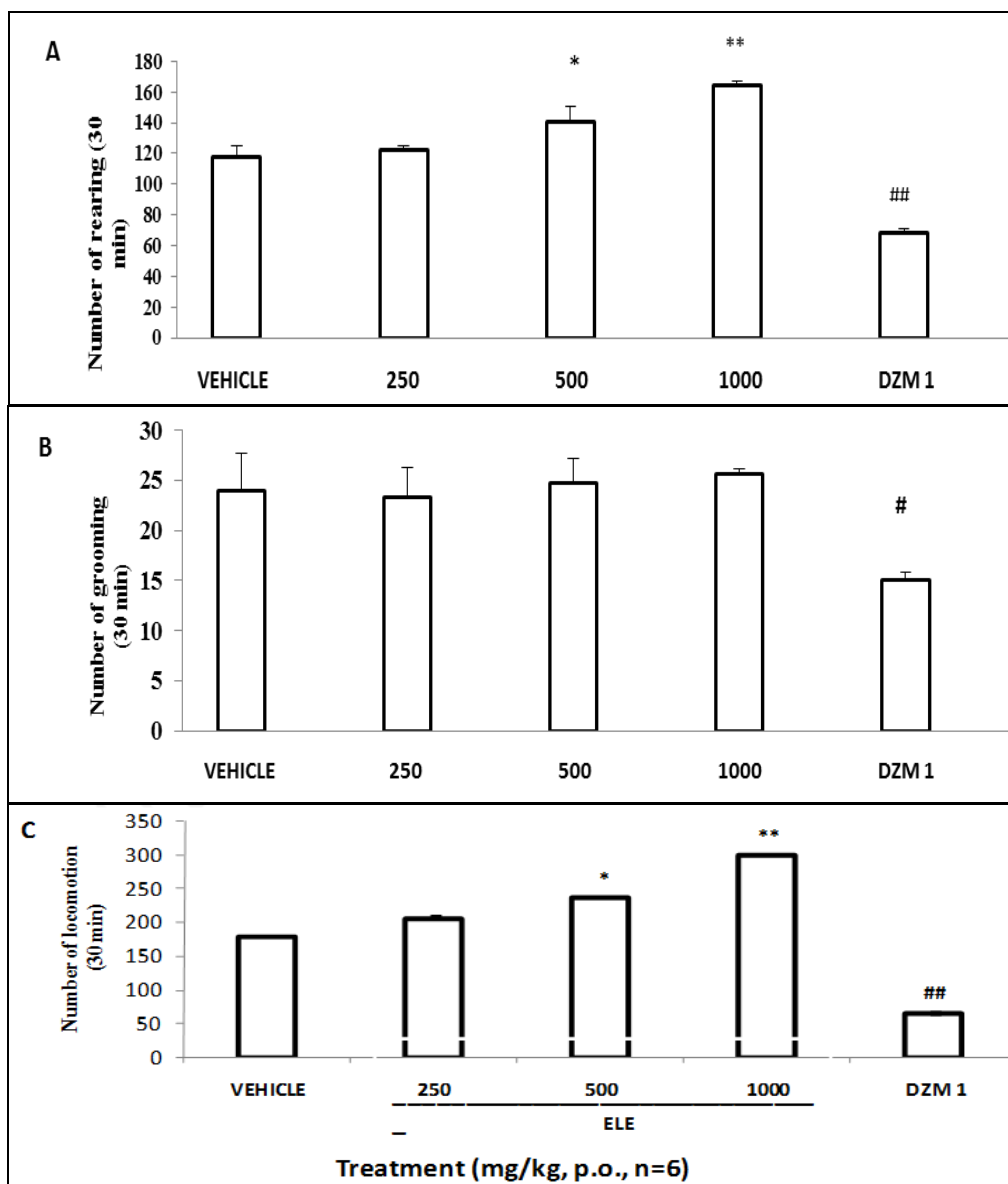 A
Number of rearing (30
min)
180
160
140
120
100
80
60
40
20
0
*
**
##
VEHICLE 250 500 1000 DZM 1
B
Number of grooming
(30 min)
30
25
20
15
10
5
0
#
VEHICLE 250 500 1000 DZM 1
C
Number of locomotion
(30 min)
350
300
250
200
150
100
50
0
*
**
##
VEHICLE 250 500 1000 DZM 1
ELE
Treatment (mg/kg, p.o., n=6)